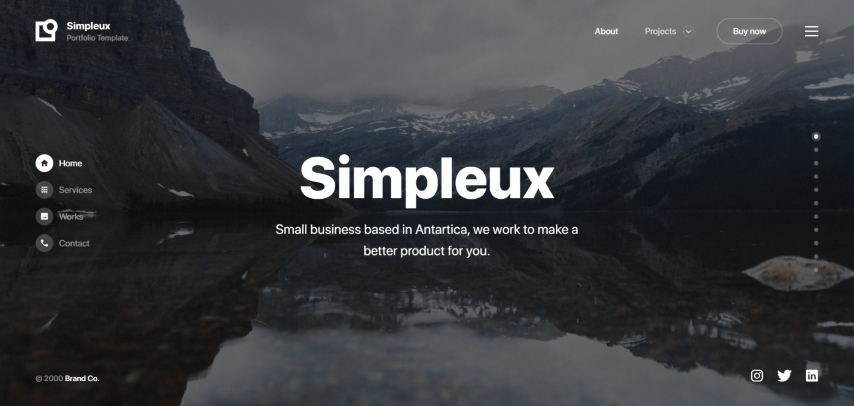 Simpleux
Portfolio Template
About
Projects
Buy now
Home
Services
Works
Contact
Simpleux
Small business based in Antartica, we work to make a
better product for you.
© 2000 Brand Co.
in